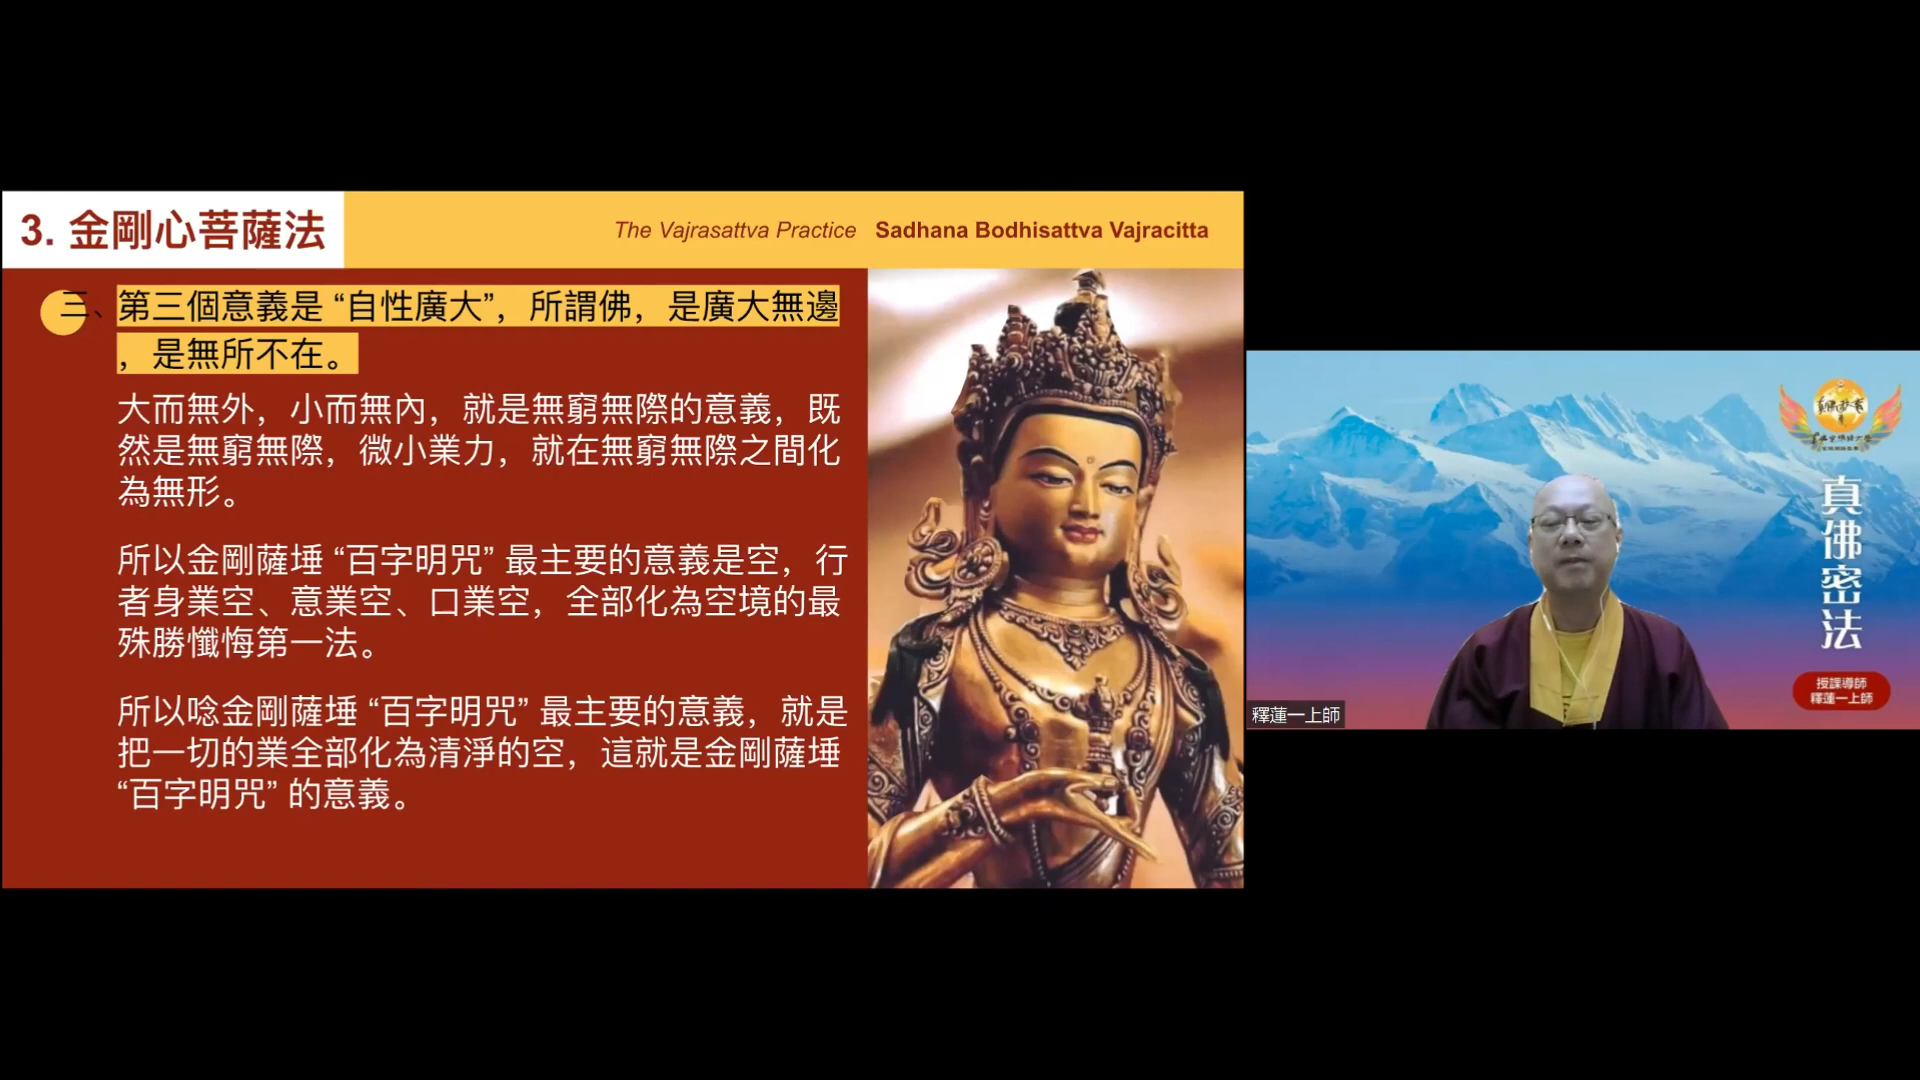 3. 金剛心菩薩法
The Vajrasattva Practice Sadhana Bodhisattva Vajracitta
三、第三個意義是 “自性廣大”，所謂佛，是廣大無邊
，是無所不在。
大而無外，小而無內，就是無窮無際的意義，既
然是無窮無際，微小業力，就在無窮無際之間化
為無形。
所以金剛薩埵 “百字明咒” 最主要的意義是空，行
者身業空、意業空、口業空，全部化為空境的最
殊勝懺悔第一法。
所以唸金剛薩埵 “百字明咒” 最主要的意義，就是
把一切的業全部化為清淨的空，這就是金剛薩埵
“百字明咒” 的意義。
真佛密法
授課導師
釋蓮一上師
釋蓮一上師